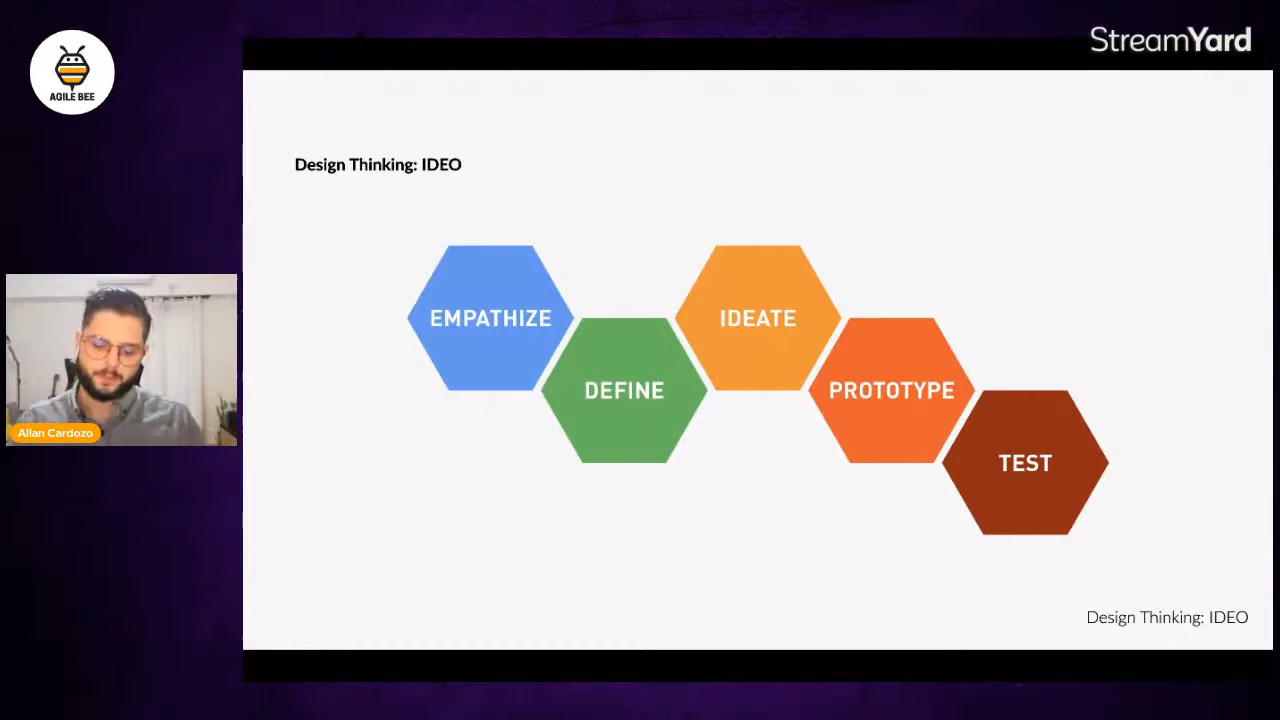 StreamYard
AGILE BEE
Design Thinking: IDEO
EMPATHIZE
IDEATE
DEFINE
PROTOTYPE
TEST
Allan Cardozo
Design Thinking: IDEO